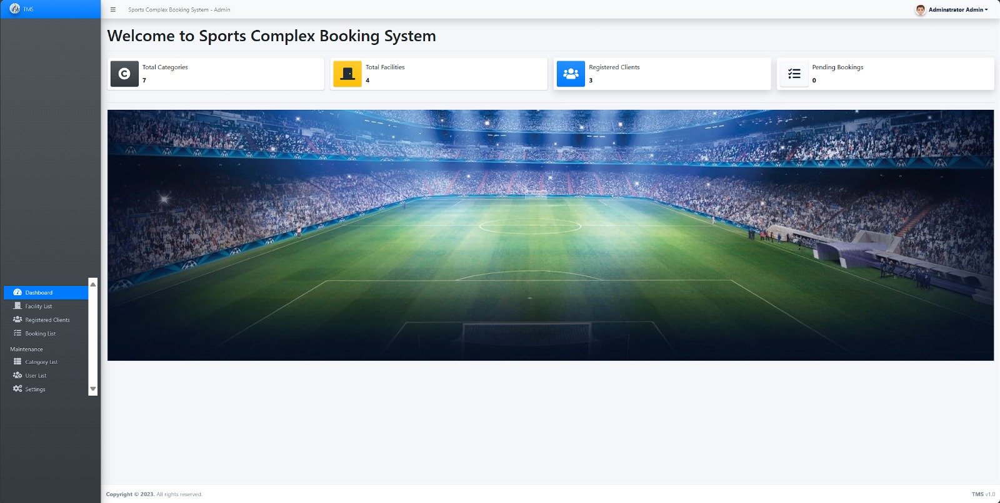 TMS
Sports Complex Booking System - Admin
Adminstrator Admin
Welcome to Sports Complex Booking System
Total Categories
7
Total Facilities
4
Registered Clients
3
Pending Bookings
0
Dashboard
Facility List
Registered Clients
Booking List
Maintenance
Category List
User List
Settings
Copyright © 2023. All rights reserved.
TMS v1.0